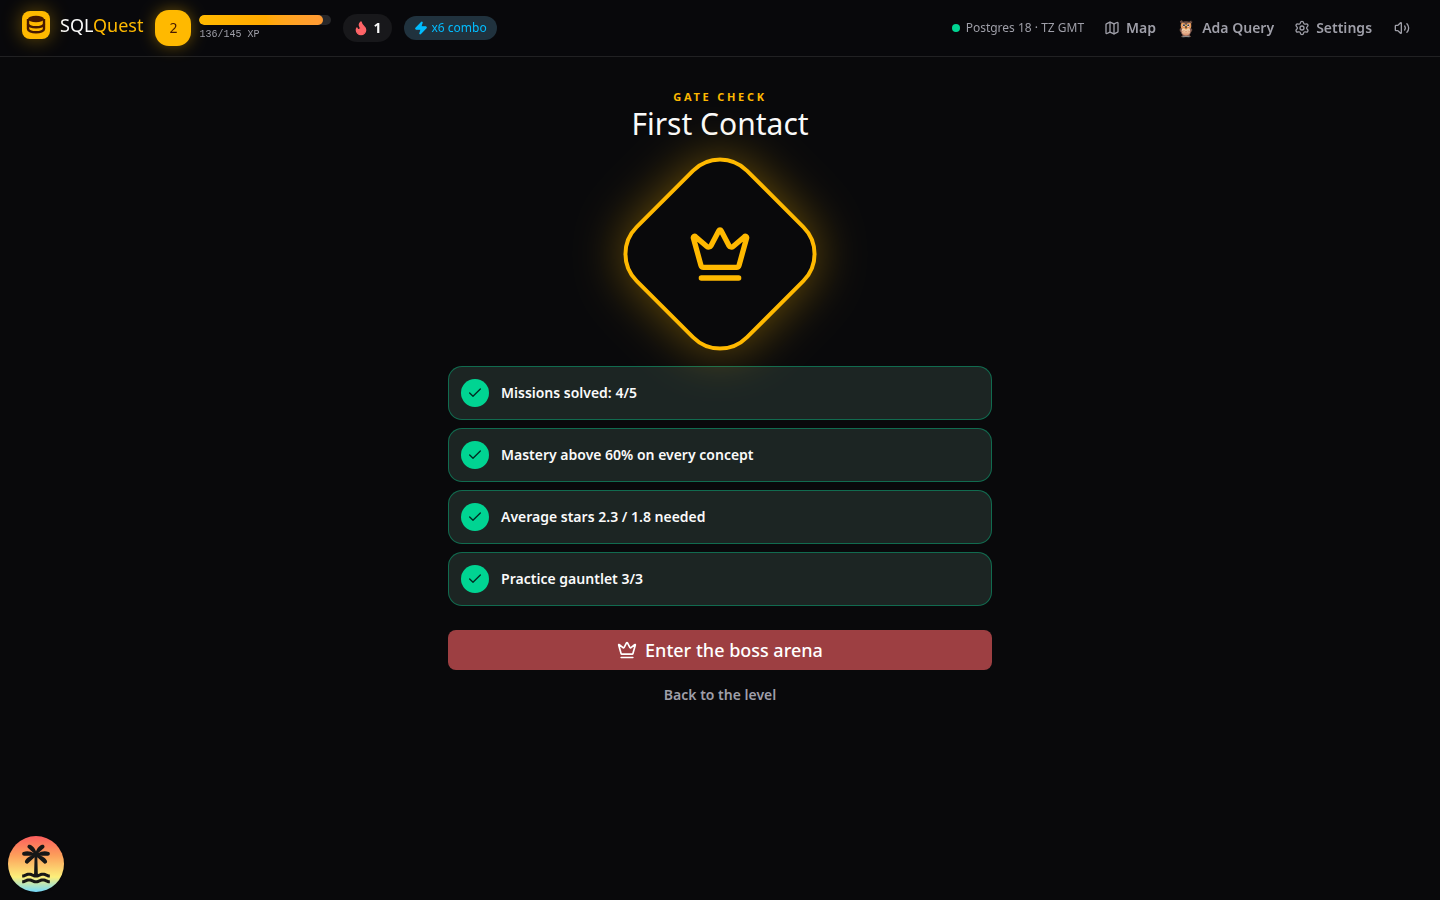 SQLQuest
2
136/145 XP
1
x6 combo
Postgres 18 · TZ GMT
Map
Ada Query
Settings
GATE CHECK
First Contact
Missions solved: 4/5
Mastery above 60% on every concept
Average stars 2.3 / 1.8 needed
Practice gauntlet 3/3
Enter the boss arena
Back to the level